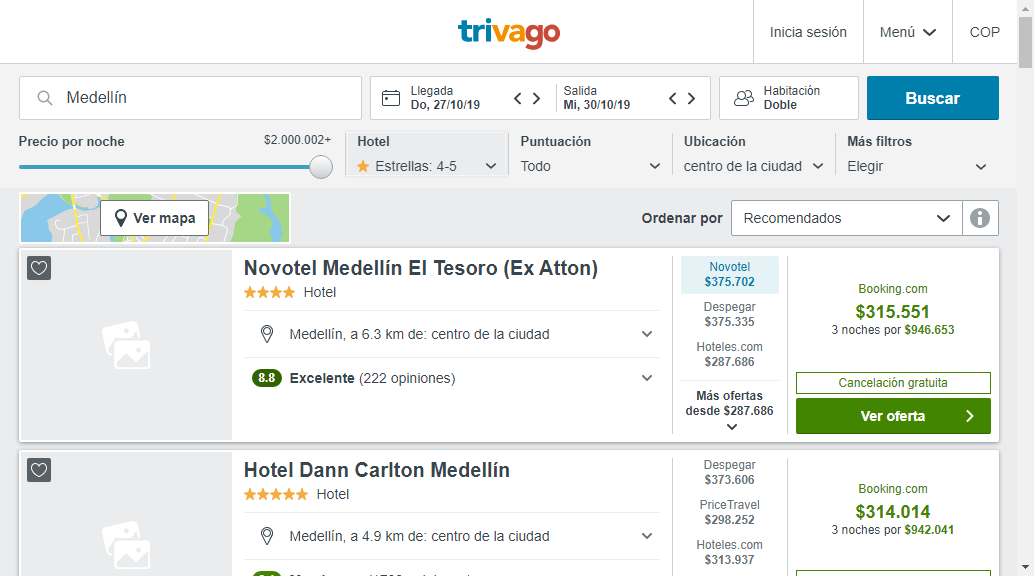 trivago
Inicia sesión
Menú
COP
Medellín
Llegada
Do, 27/10/19
Salida
Mi, 30/10/19
Habitación
Doble
Buscar
Precio por noche
$2.000.002+
Hotel
Estrellas: 4-5
Puntuación
Todo
Ubicación
centro de la ciudad
Más filtros
Elegir
Ver mapa
Ordenar por
Recomendados
Novotel Medellín El Tesoro (Ex Atton)
Hotel
Medellín, a 6.3 km de: centro de la ciudad
8.8 Excelente (222 opiniones)
Novotel
$375.702
Despegar
$375.335
Hoteles.com
$287.686
Más ofertas
desde $287.686
Booking.com
$315.551
3 noches por $946.653
Cancelación gratuita
Ver oferta
Hotel Dann Carlton Medellín
Hotel
Medellín, a 4.9 km de: centro de la ciudad
Despegar
$373.606
PriceTravel
$298.252
Hoteles.com
$313.937
Booking.com
$314.014
3 noches por $942.041